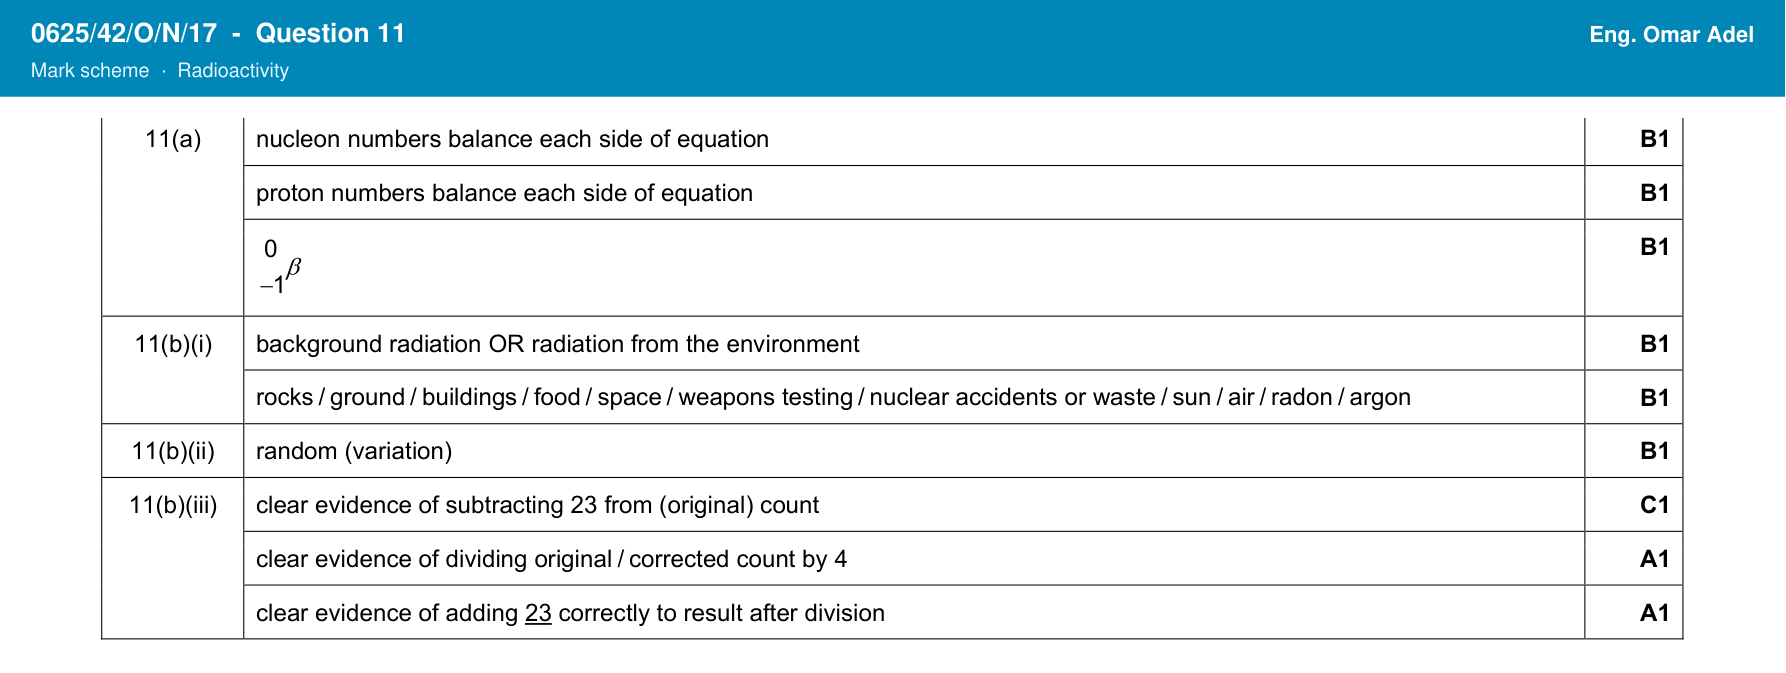 0625/42/O/N/17 - Question 11
Eng. Omar Adel
Mark scheme · Radioactivity
11(a) nucleon numbers balance each side of equation B1
proton numbers balance each side of equation B1
0
–1 β B1
11(b)(i) background radiation OR radiation from the environment B1
rocks / ground / buildings / food / space / weapons testing / nuclear accidents or waste / sun / air / radon / argon B1
11(b)(ii) random (variation) B1
11(b)(iii) clear evidence of subtracting 23 from (original) count C1
clear evidence of dividing original / corrected count by 4 A1
clear evidence of adding 23 correctly to result after division A1